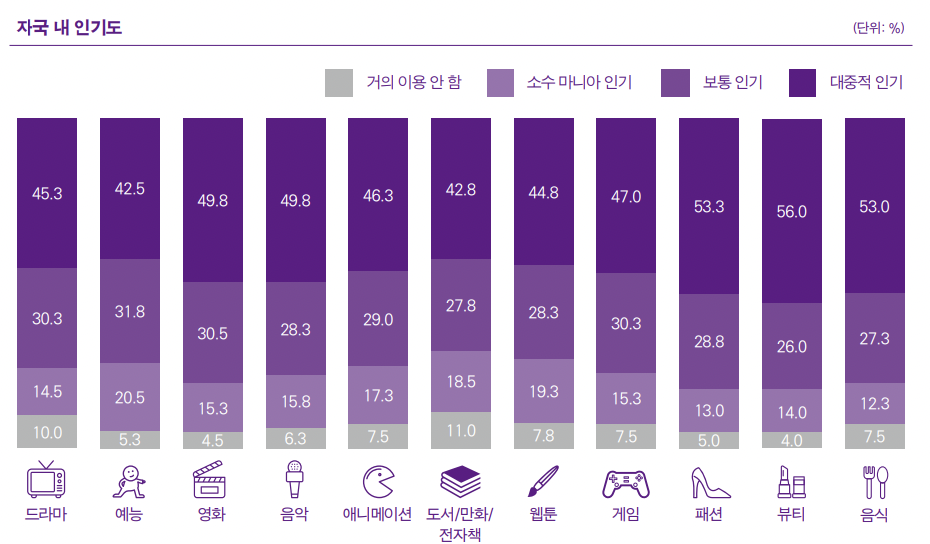 자국 내 인기도
(단위: %)
거의 이용 안 함 소수 마니아 인기 보통 인기 대중적 인기
45.3 42.5 49.8 49.8 46.3 42.8 44.8 47.0 53.3 56.0 53.0
30.3 31.8 30.5 28.3 29.0 27.8 28.3 30.3 28.8 26.0 27.3
14.5 20.5 15.3 15.8 17.3 18.5 19.3 15.3 13.0 14.0 12.3
10.0 5.3 4.5 6.3 7.5 11.0 7.8 7.5 5.0 4.0 7.5
드라마 예능 영화 음악 애니메이션 도서/만화/ 웹툰 게임 패션 뷰티 음식
전자책